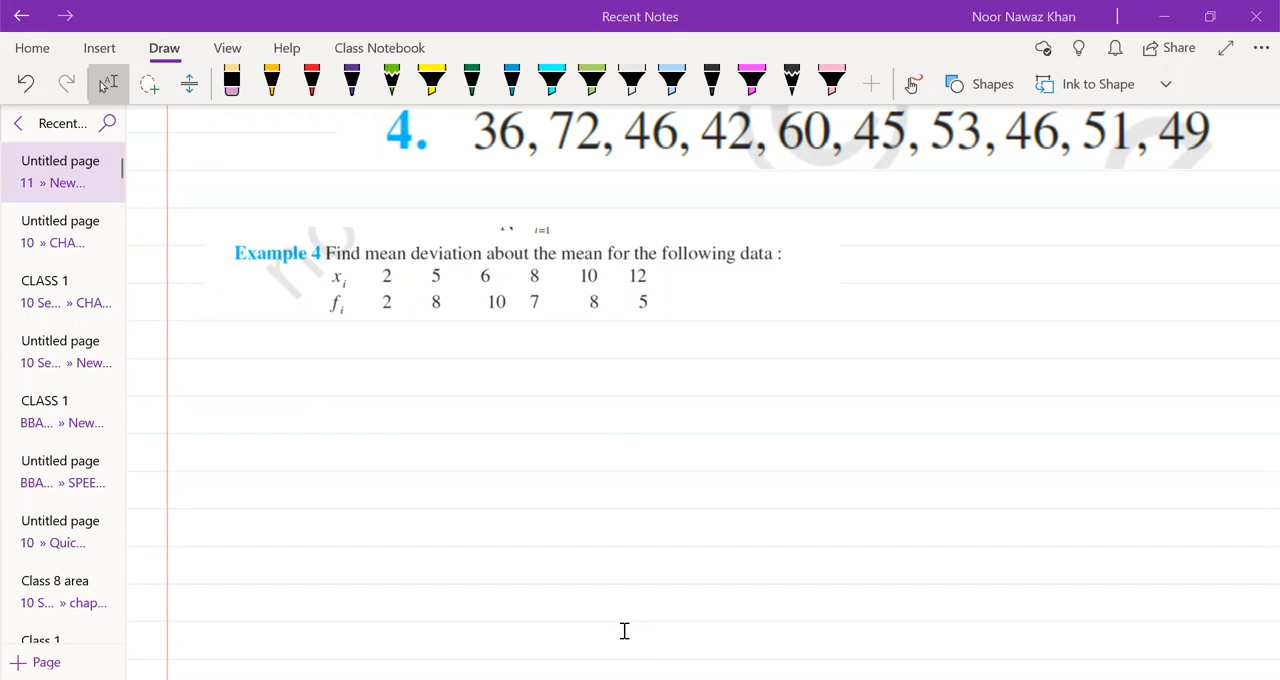 Recent Notes
Noor Nawaz Khan
Home Insert Draw View Help Class Notebook
Share
Shapes
Ink to Shape
Recent...
Untitled page
11 » New...
Untitled page
10 » CHA...
CLASS 1
10 Se... » CHA...
Untitled page
10 Se... » New...
CLASS 1
BBA... » New...
Untitled page
BBA... » SPEE...
Untitled page
10 » Quic...
Class 8 area
10 S... » chap...
Class 1
Page
4. 36, 72, 46, 42, 60, 45, 53, 46, 51, 49
i=1
Example 4 Find mean deviation about the mean for the following data :
xi 2 5 6 8 10 12
fi 2 8 10 7 8 5